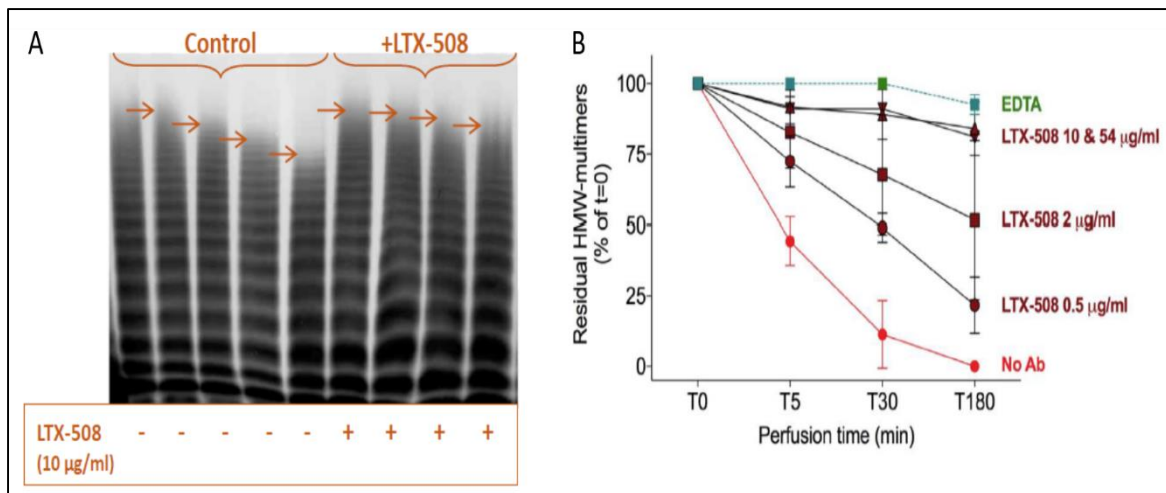 A
Control
+LTX-508
LTX-508 - - - - - + + + +
(10 µg/ml)
B
Residual HMW-multimers
(% of t=0)
100
75
50
25
0
T0 T5 T30 T180
Perfusion time (min)
EDTA
LTX-508 10 & 54 µg/ml
LTX-508 2 µg/ml
LTX-508 0.5 µg/ml
No Ab